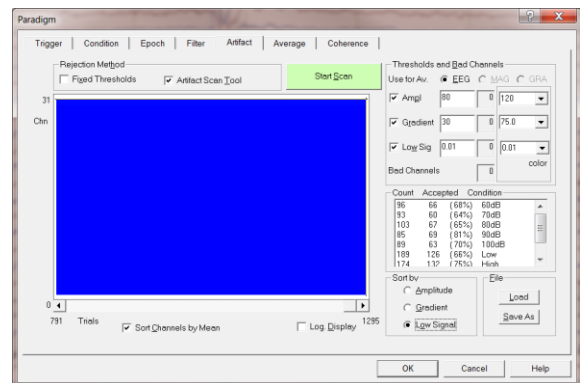 Paradigm
Trigger Condition Epoch Filter Artifact Average Coherence
Rejection Method
Fixed Thresholds Artifact Scan Tool
Start Scan
31
Chn
0
791 Trials 1295
Sort Channels by Mean Log. Display
Thresholds and Bad Channels
Use for Av. EEG MAG GRA
Ampl 80 0 120
Gradient 30 0 75.0
Low Sig 0.01 0 0.01
Bad Channels 0 color
Count Accepted Condition
96 66 (68%) 60dB
93 60 (64%) 70dB
103 67 (65%) 80dB
85 69 (81%) 90dB
89 63 (70%) 100dB
189 126 (66%) Low
174 132 (75%) High
Sort by
Amplitude
Gradient
Low Signal
File
Load
Save As
OK Cancel Help